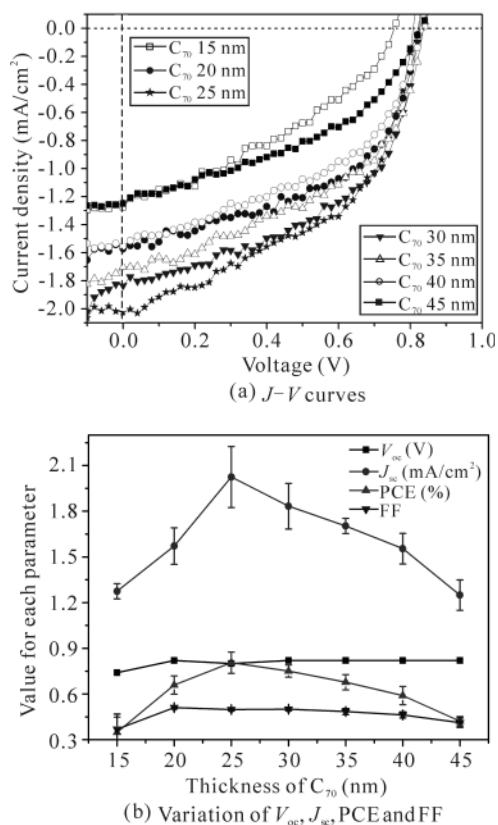 0.0
-0.2
-0.4
-0.6
-0.8
-1.0
-1.2
-1.4
-1.6
-1.8
-2.0
Current density (mA/cm²)
C₇₀ 15 nm
C₇₀ 20 nm
C₇₀ 25 nm
C₇₀ 30 nm
C₇₀ 35 nm
C₇₀ 40 nm
C₇₀ 45 nm
0.0 0.2 0.4 0.6 0.8 1.0
Voltage (V)
(a) J−V curves
2.1
1.8
1.5
1.2
0.9
0.6
0.3
Value for each parameter
Vₒc (V)
Jsc (mA/cm²)
PCE (%)
FF
15 20 25 30 35 40 45
Thickness of C₇₀ (nm)
(b) Variation of Vₒc, Jsc, PCE and FF